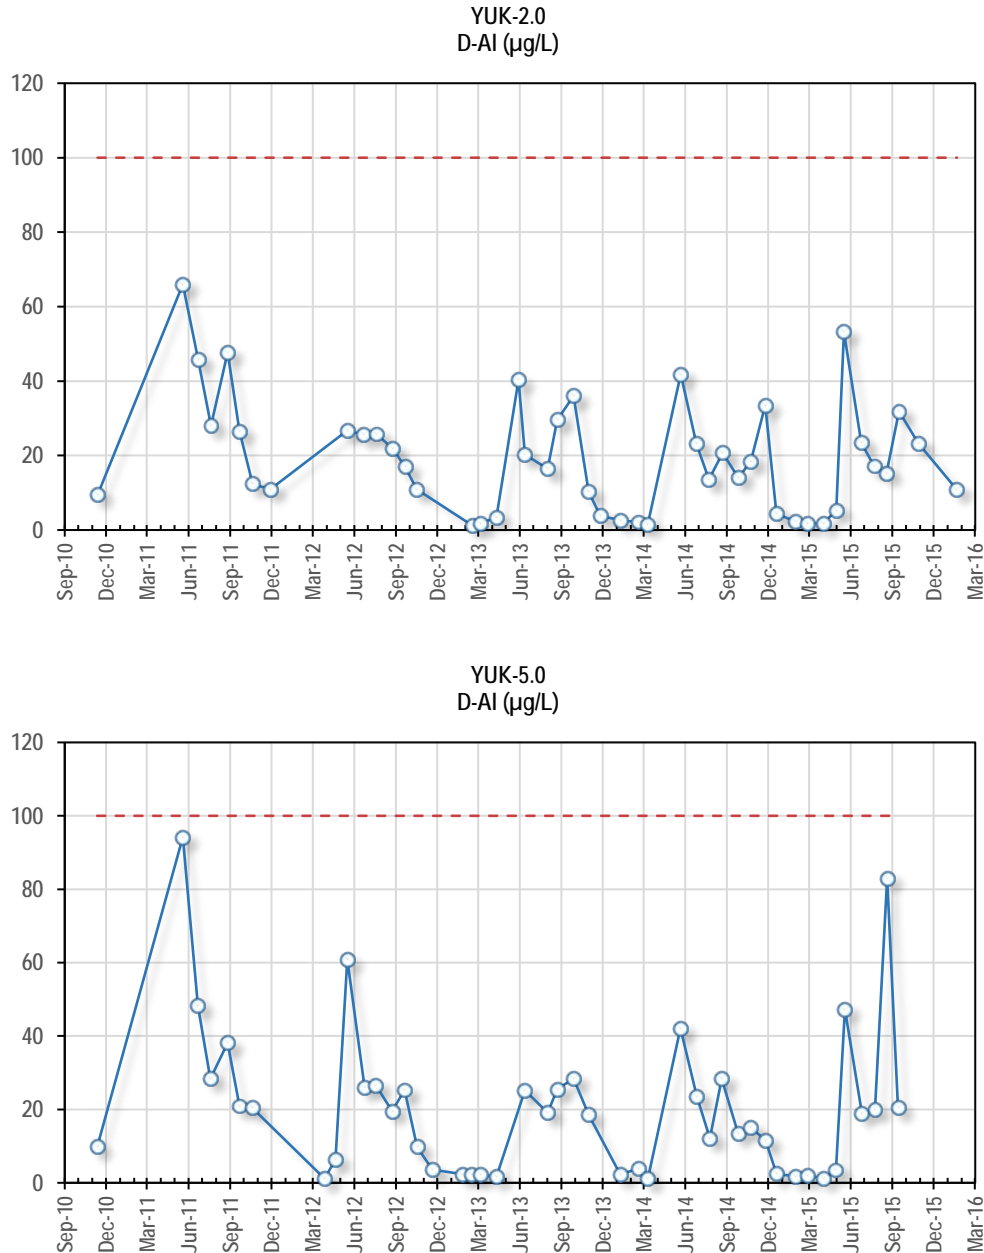 YUK-2.0
D-Al (µg/L)
120
100
80
60
40
20
0
Sep-10 Dec-10 Mar-11 Jun-11 Sep-11 Dec-11 Mar-12 Jun-12 Sep-12 Dec-12 Mar-13 Jun-13 Sep-13 Dec-13 Mar-14 Jun-14 Sep-14 Dec-14 Mar-15 Jun-15 Sep-15 Dec-15 Mar-16
YUK-5.0
D-Al (µg/L)
120
100
80
60
40
20
0
Sep-10 Dec-10 Mar-11 Jun-11 Sep-11 Dec-11 Mar-12 Jun-12 Sep-12 Dec-12 Mar-13 Jun-13 Sep-13 Dec-13 Mar-14 Jun-14 Sep-14 Dec-14 Mar-15 Jun-15 Sep-15 Dec-15 Mar-16